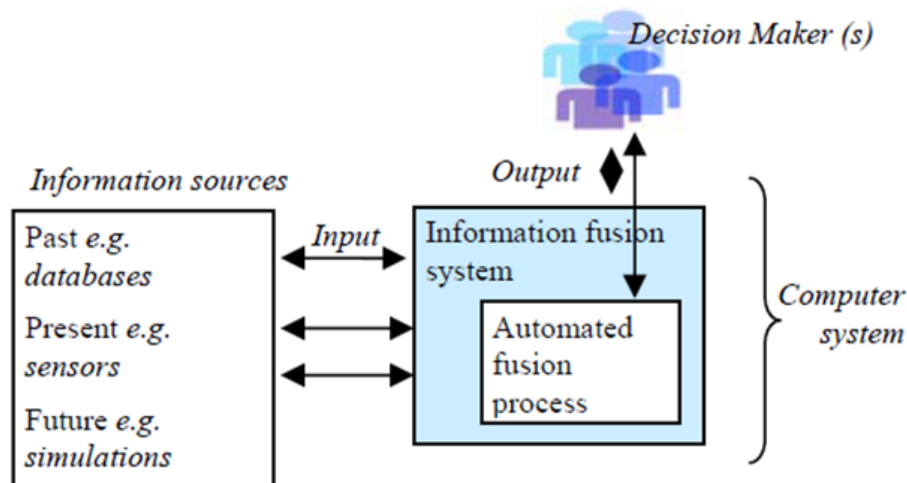 Decision Maker (s)
Output
Information sources
Past e.g.
databases
Present e.g.
sensors
Future e.g.
simulations
Input
Information fusion
system
Automated
fusion
process
Computer
system